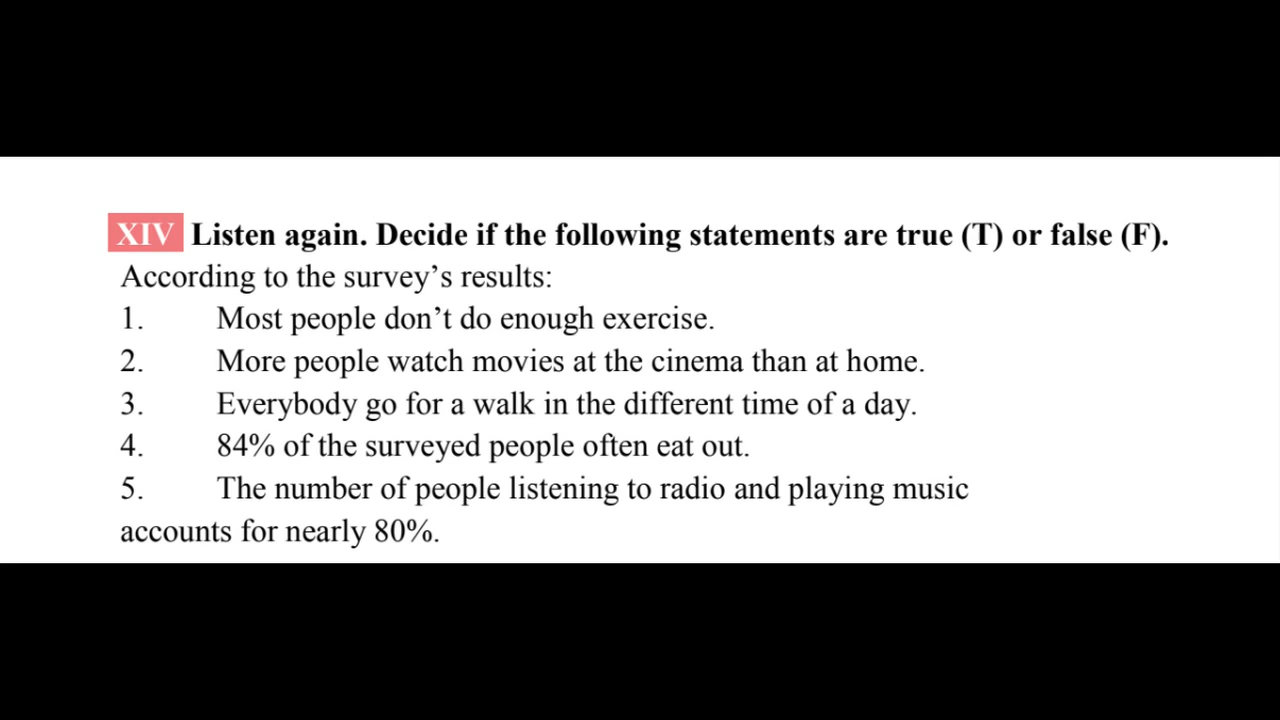 XIV Listen again. Decide if the following statements are true (T) or false (F).
According to the survey’s results:
1. Most people don’t do enough exercise.
2. More people watch movies at the cinema than at home.
3. Everybody go for a walk in the different time of a day.
4. 84% of the surveyed people often eat out.
5. The number of people listening to radio and playing music
accounts for nearly 80%.